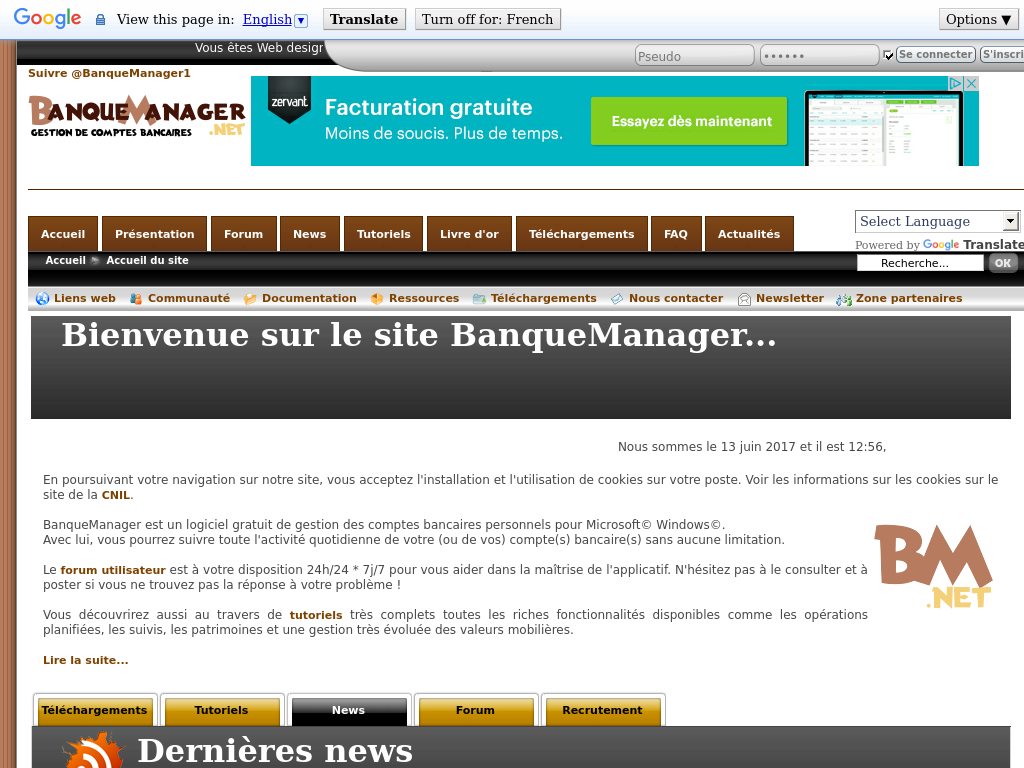 Google View this page in: English ▼ Translate Turn off for: French Options ▼
Vous êtes Web desigr
Pseudo •••••• Se connecter S'inscri
Suivre @BanqueManager1
BANQUEMANAGER
GESTION DE COMPTES BANCAIRES .NET
zervant
Facturation gratuite
Moins de soucis. Plus de temps.
Essayez dès maintenant
Accueil Présentation Forum News Tutoriels Livre d'or Téléchargements FAQ Actualités
Select Language
Powered by Google Translate
Accueil Accueil du site
Recherche... OK
Liens web Communauté Documentation Ressources Téléchargements Nous contacter Newsletter Zone partenaires
Bienvenue sur le site BanqueManager...
Nous sommes le 13 juin 2017 et il est 12:56,
En poursuivant votre navigation sur notre site, vous acceptez l'installation et l'utilisation de cookies sur votre poste. Voir les informations sur les cookies sur le
site de la CNIL.
BanqueManager est un logiciel gratuit de gestion des comptes bancaires personnels pour Microsoft© Windows©.
Avec lui, vous pourrez suivre toute l'activité quotidienne de votre (ou de vos) compte(s) bancaire(s) sans aucune limitation.
Le forum utilisateur est à votre disposition 24h/24 * 7j/7 pour vous aider dans la maîtrise de l'applicatif. N'hésitez pas à le consulter et à
poster si vous ne trouvez pas la réponse à votre problème !
BM
.NET
Vous découvrirez aussi au travers de tutoriels très complets toutes les riches fonctionnalités disponibles comme les opérations
planifiées, les suivis, les patrimoines et une gestion très évoluée des valeurs mobilières.
Lire la suite...
Téléchargements Tutoriels News Forum Recrutement
Dernières news